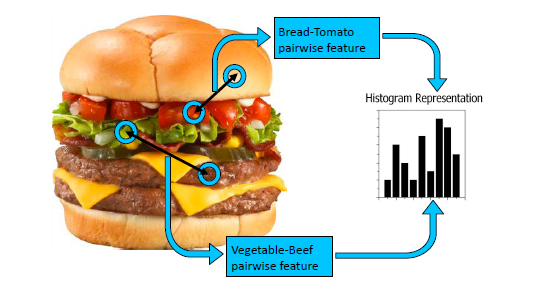 Bread-Tomato
pairwise feature
Histogram Representation
Vegetable-Beef
pairwise feature